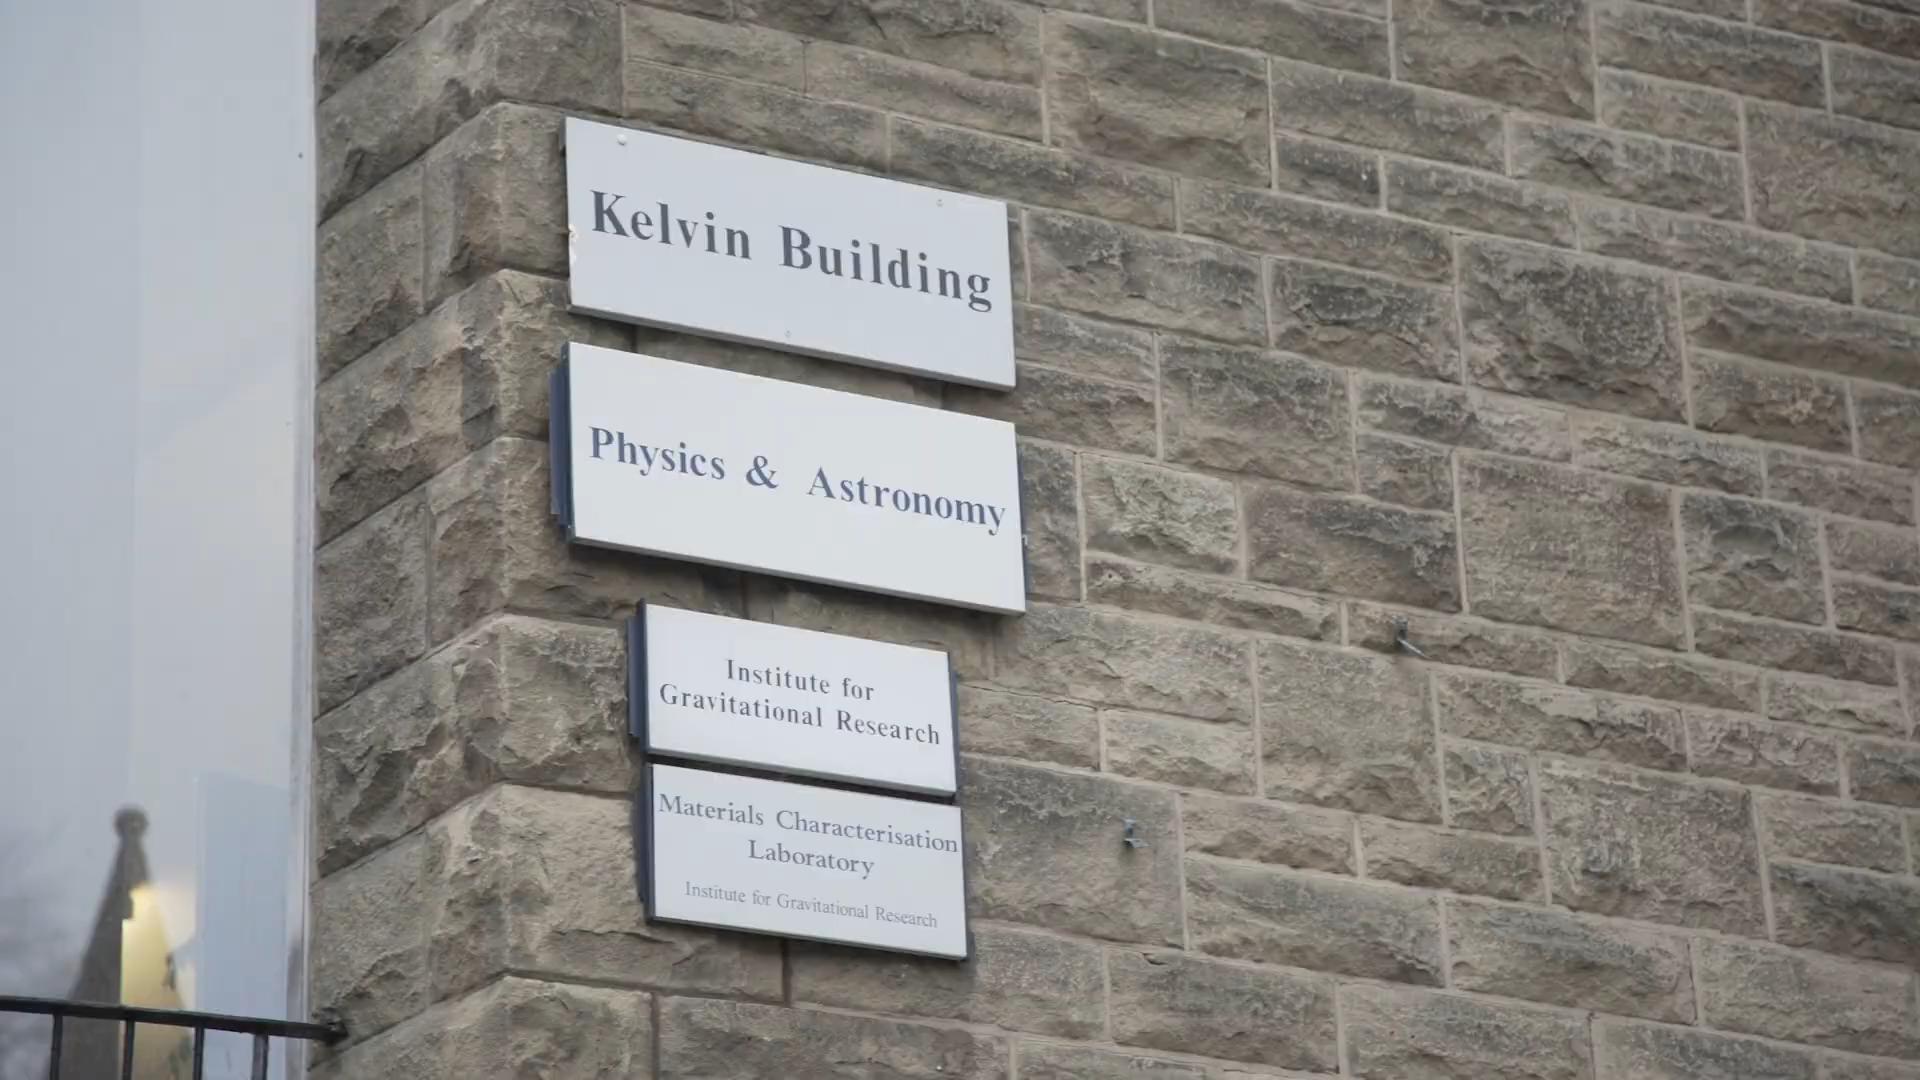 Kelvin Building
Physics & Astronomy
Institute for
Gravitational Research
Materials Characterisation
Laboratory
Institute for Gravitational Research